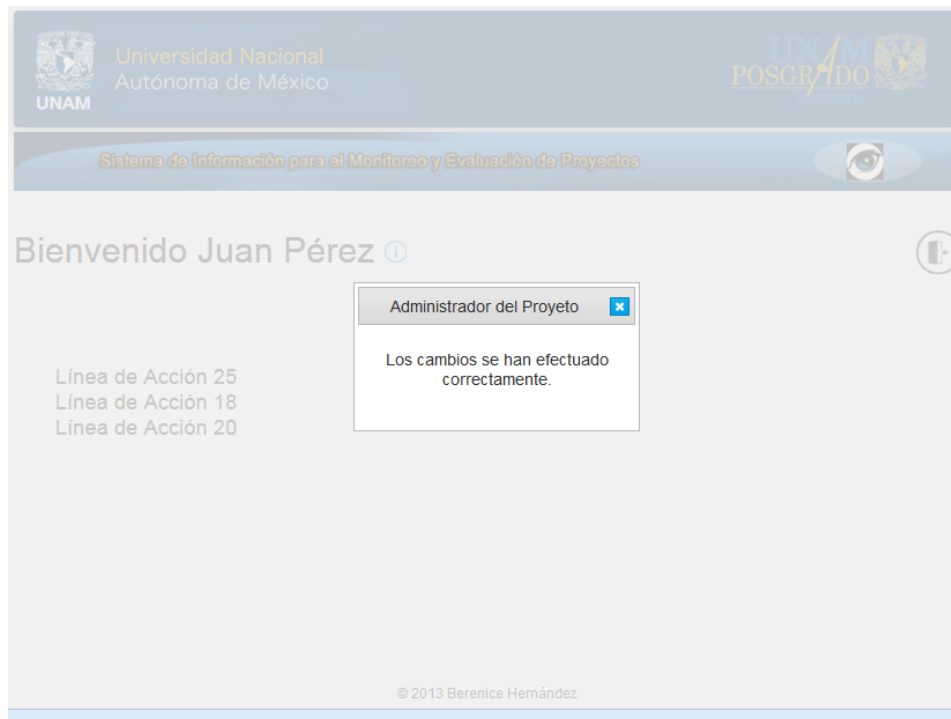 Universidad Nacional
Autónoma de México
UNAM
UNAM
POSGRADO
Sistema de Información para el Monitoreo y Evaluación de Proyectos
Bienvenido Juan Pérez
Administrador del Proyeto
Los cambios se han efectuado
correctamente.
Línea de Acción 25
Línea de Acción 18
Línea de Acción 20
© 2013 Berenice Hernández